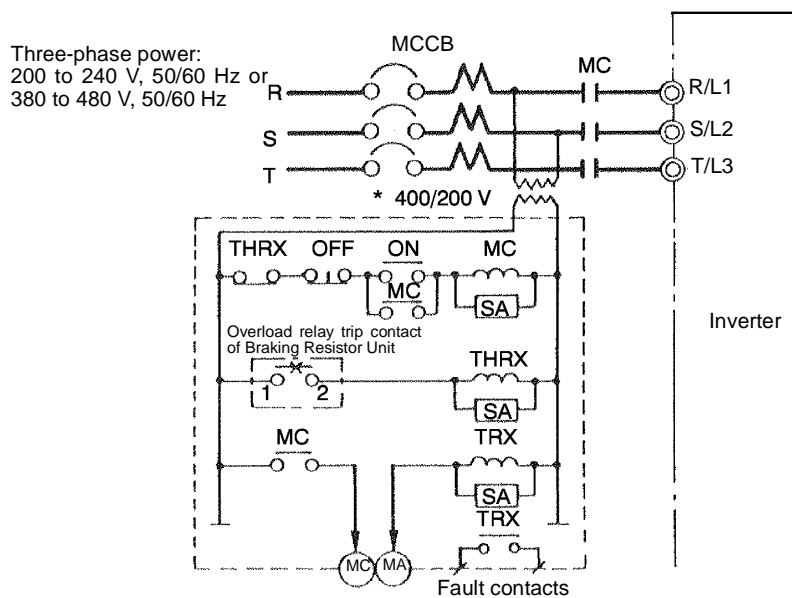 Three-phase power:
200 to 240 V, 50/60 Hz or
380 to 480 V, 50/60 Hz
MCCB
MC
R
R/L1
S
S/L2
T
T/L3
* 400/200 V
THRX
OFF
ON
MC
MC
SA
Overload relay trip contact
of Braking Resistor Unit
THRX
1
2
SA
MC
TRX
SA
TRX
MC
MA
Fault contacts
Inverter